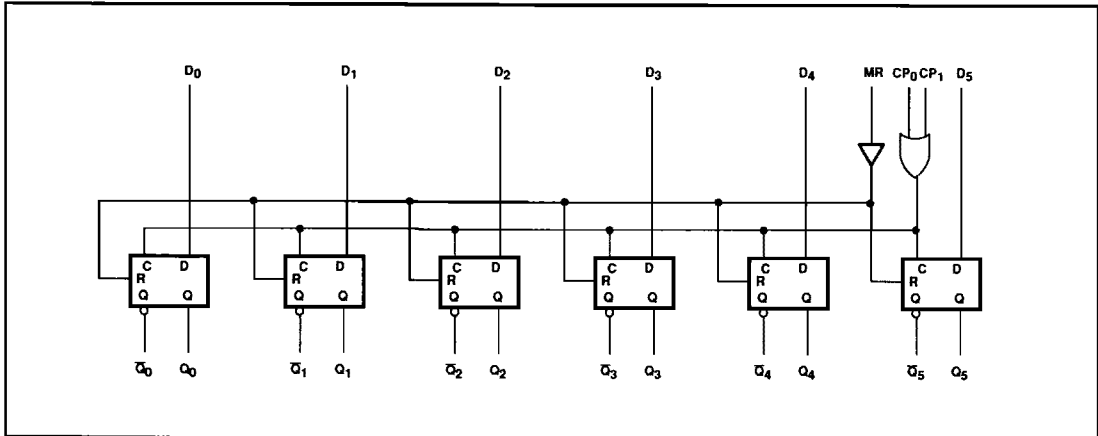 D0 D1 D2 D3 D4 MR CP0 CP1 D5
C D C D C D C D C D C D
R R R R R R
Q Q Q Q Q Q Q Q Q Q Q Q
Q̅0 Q0 Q̅1 Q1 Q̅2 Q2 Q̅3 Q3 Q̅4 Q4 Q̅5 Q5